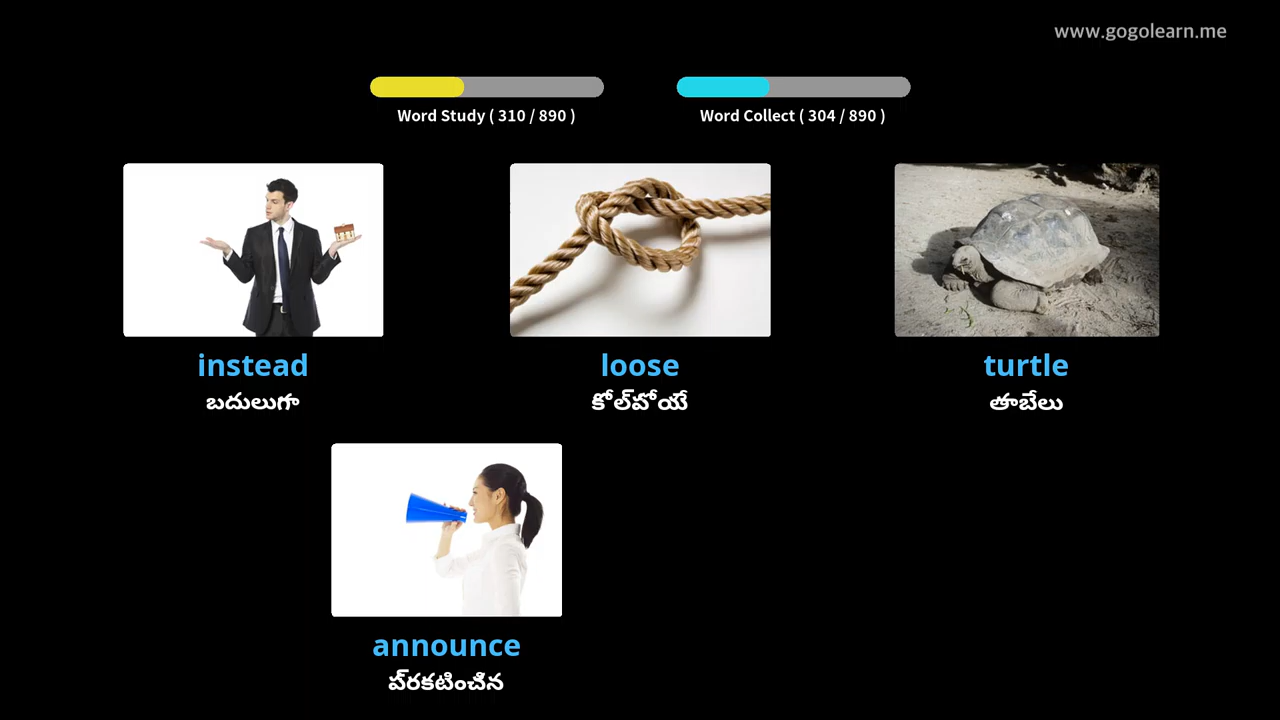 www.gogolearn.me
Word Study ( 310 / 890 )
Word Collect ( 304 / 890 )
instead
loose
turtle
బదులుగా
కోల్పోయే
తాబేలు
announce
ప్రకటించిన